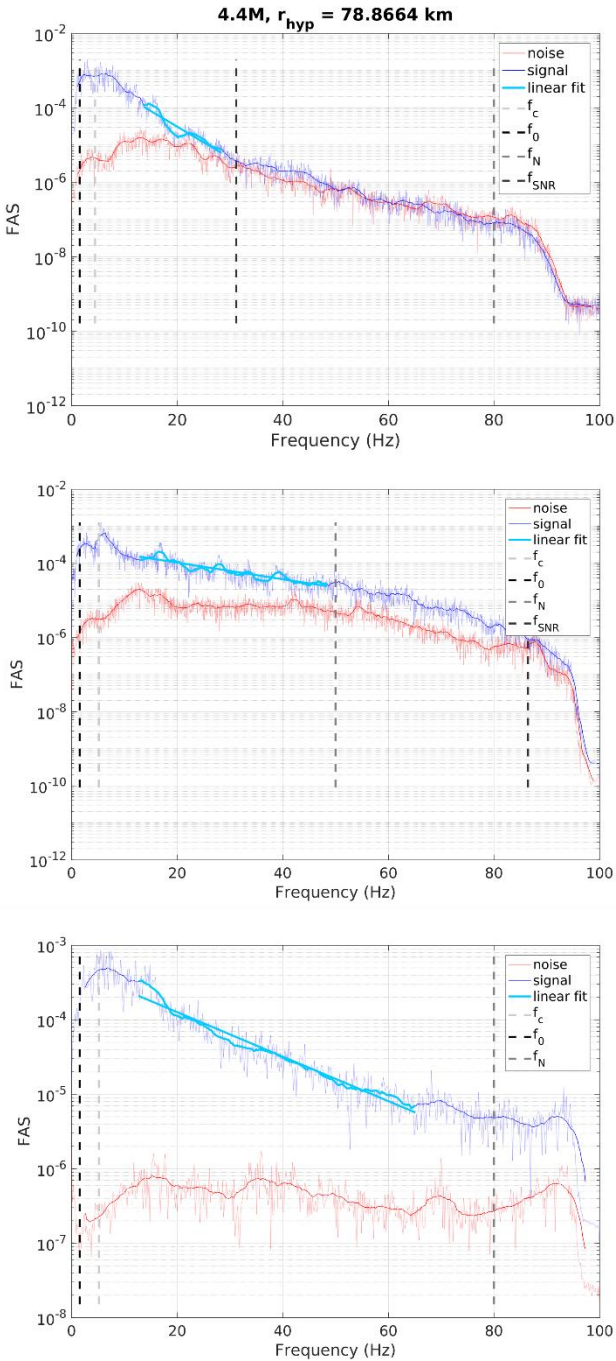 4.4M, r_hyp = 78.8664 km
10^-2
10^-4
10^-6
10^-8
10^-10
10^-12
FAS
noise
signal
linear fit
f_c
f_0
f_N
f_SNR
0 20 40 60 80 100
Frequency (Hz)
10^-2
10^-4
10^-6
10^-8
10^-10
10^-12
FAS
noise
signal
linear fit
f_c
f_0
f_N
f_SNR
0 20 40 60 80 100
Frequency (Hz)
10^-3
10^-4
10^-5
10^-6
10^-7
10^-8
FAS
noise
signal
linear fit
f_c
f_0
f_N
0 20 40 60 80 100
Frequency (Hz)